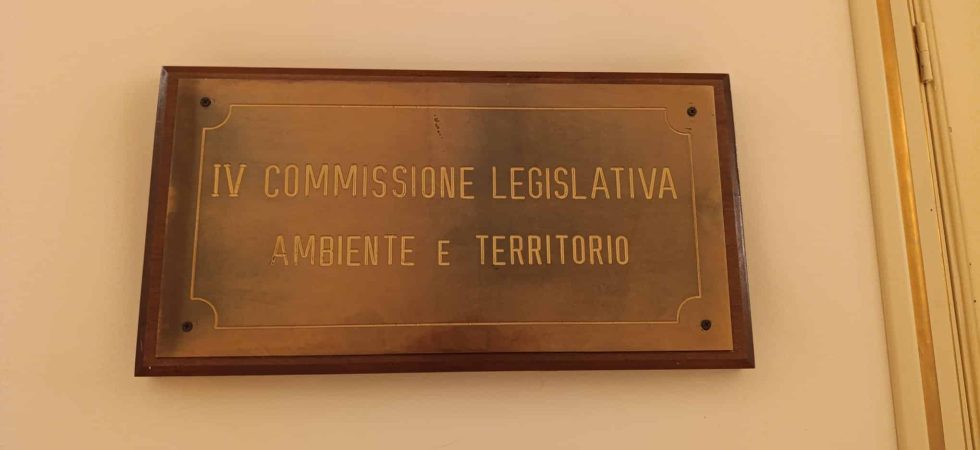 IV COMMISSIONE LEGISLATIVA
AMBIENTE E TERRITORIO